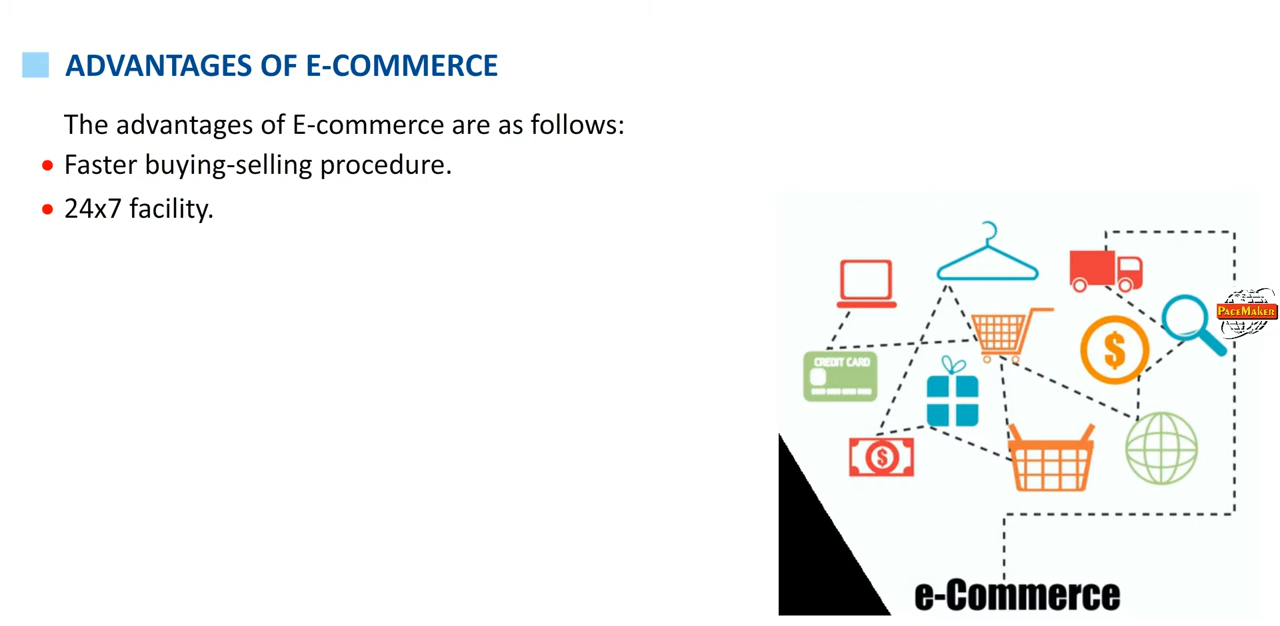 ADVANTAGES OF E-COMMERCE
The advantages of E-commerce are as follows:
• Faster buying-selling procedure.
• 24x7 facility.
CREDIT CARD
$
PACEMAKER
$
e-Commerce